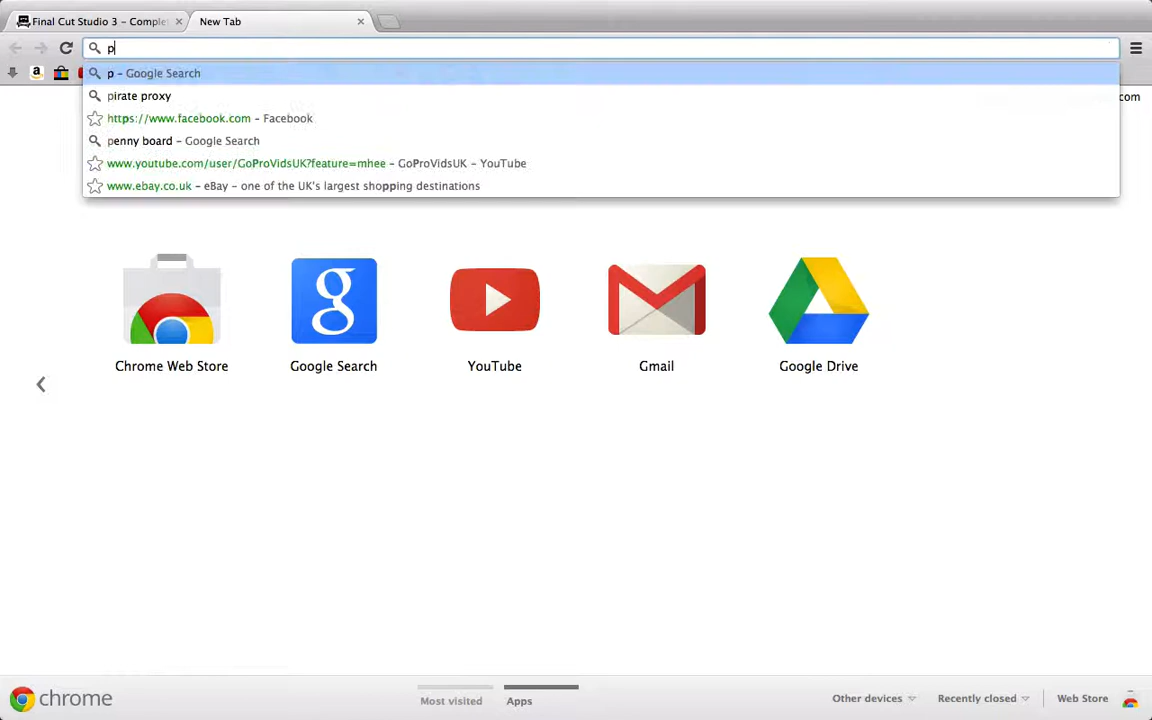 Final Cut Studio 3 – Complet
New Tab
p
p – Google Search
pirate proxy
https://www.facebook.com – Facebook
penny board – Google Search
www.youtube.com/user/GoProVidsUK?feature=mhee – GoProVidsUK – YouTube
www.ebay.co.uk – eBay – one of the UK's largest shopping destinations
com
Chrome Web Store
Google Search
YouTube
Gmail
Google Drive
chrome
Most visited
Apps
Other devices
Recently closed
Web Store